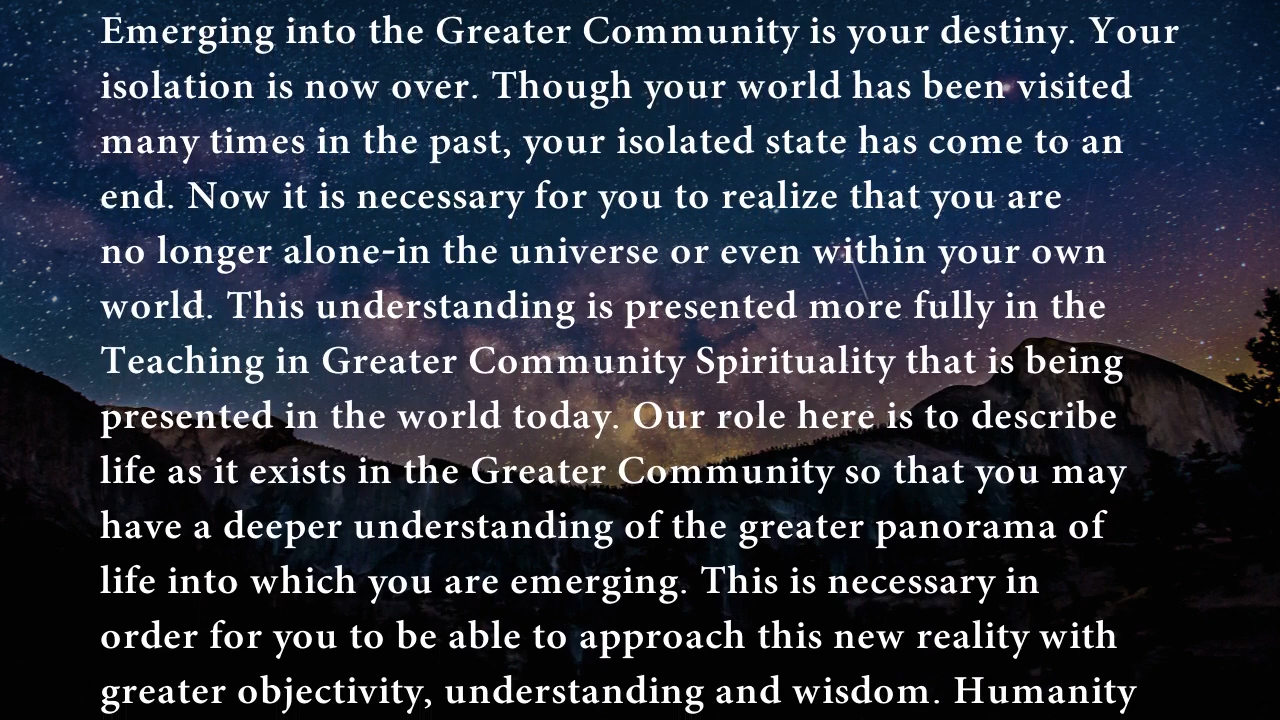 Emerging into the Greater Community is your destiny. Your
isolation is now over. Though your world has been visited
many times in the past, your isolated state has come to an
end. Now it is necessary for you to realize that you are
no longer alone-in the universe or even within your own
world. This understanding is presented more fully in the
Teaching in Greater Community Spirituality that is being
presented in the world today. Our role here is to describe
life as it exists in the Greater Community so that you may
have a deeper understanding of the greater panorama of
life into which you are emerging. This is necessary in
order for you to be able to approach this new reality with
greater objectivity, understanding and wisdom. Humanity